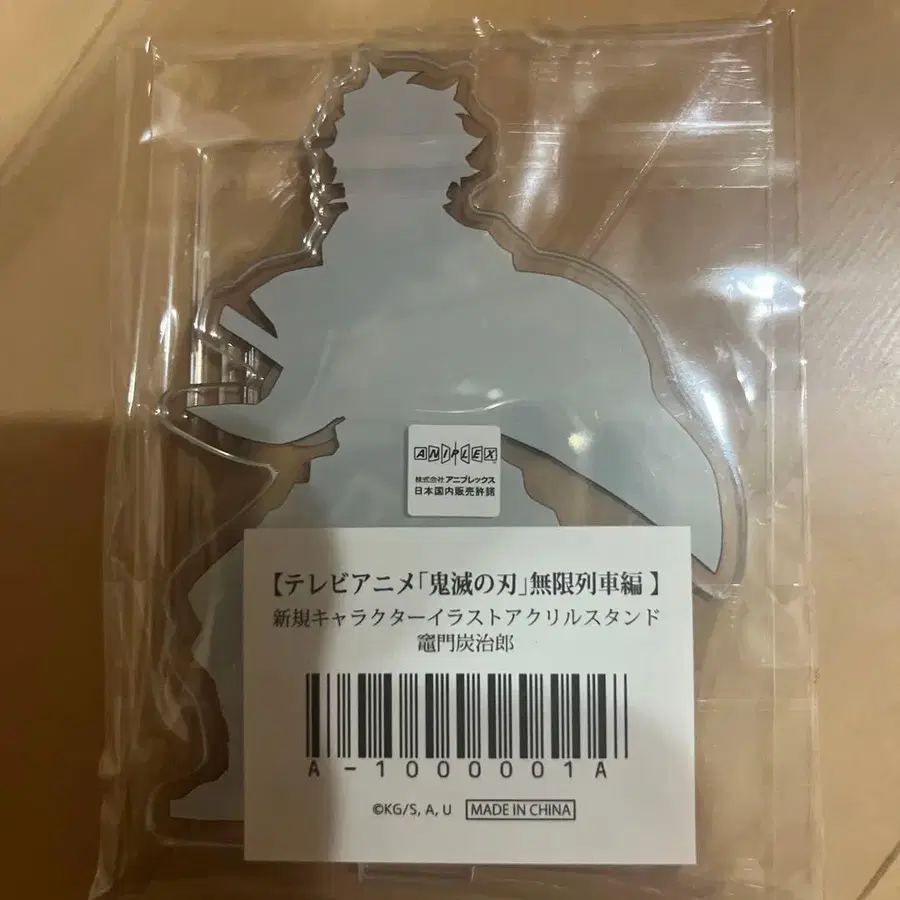 ANIPLEX
株式会社 アニプレックス
日本国内販売許諾
【テレビアニメ「鬼滅の刃」無限列車編】
新規キャラクターイラストアクリルスタンド
竈門炭治郎
A-1000001A
©KG/S, A, U MADE IN CHINA